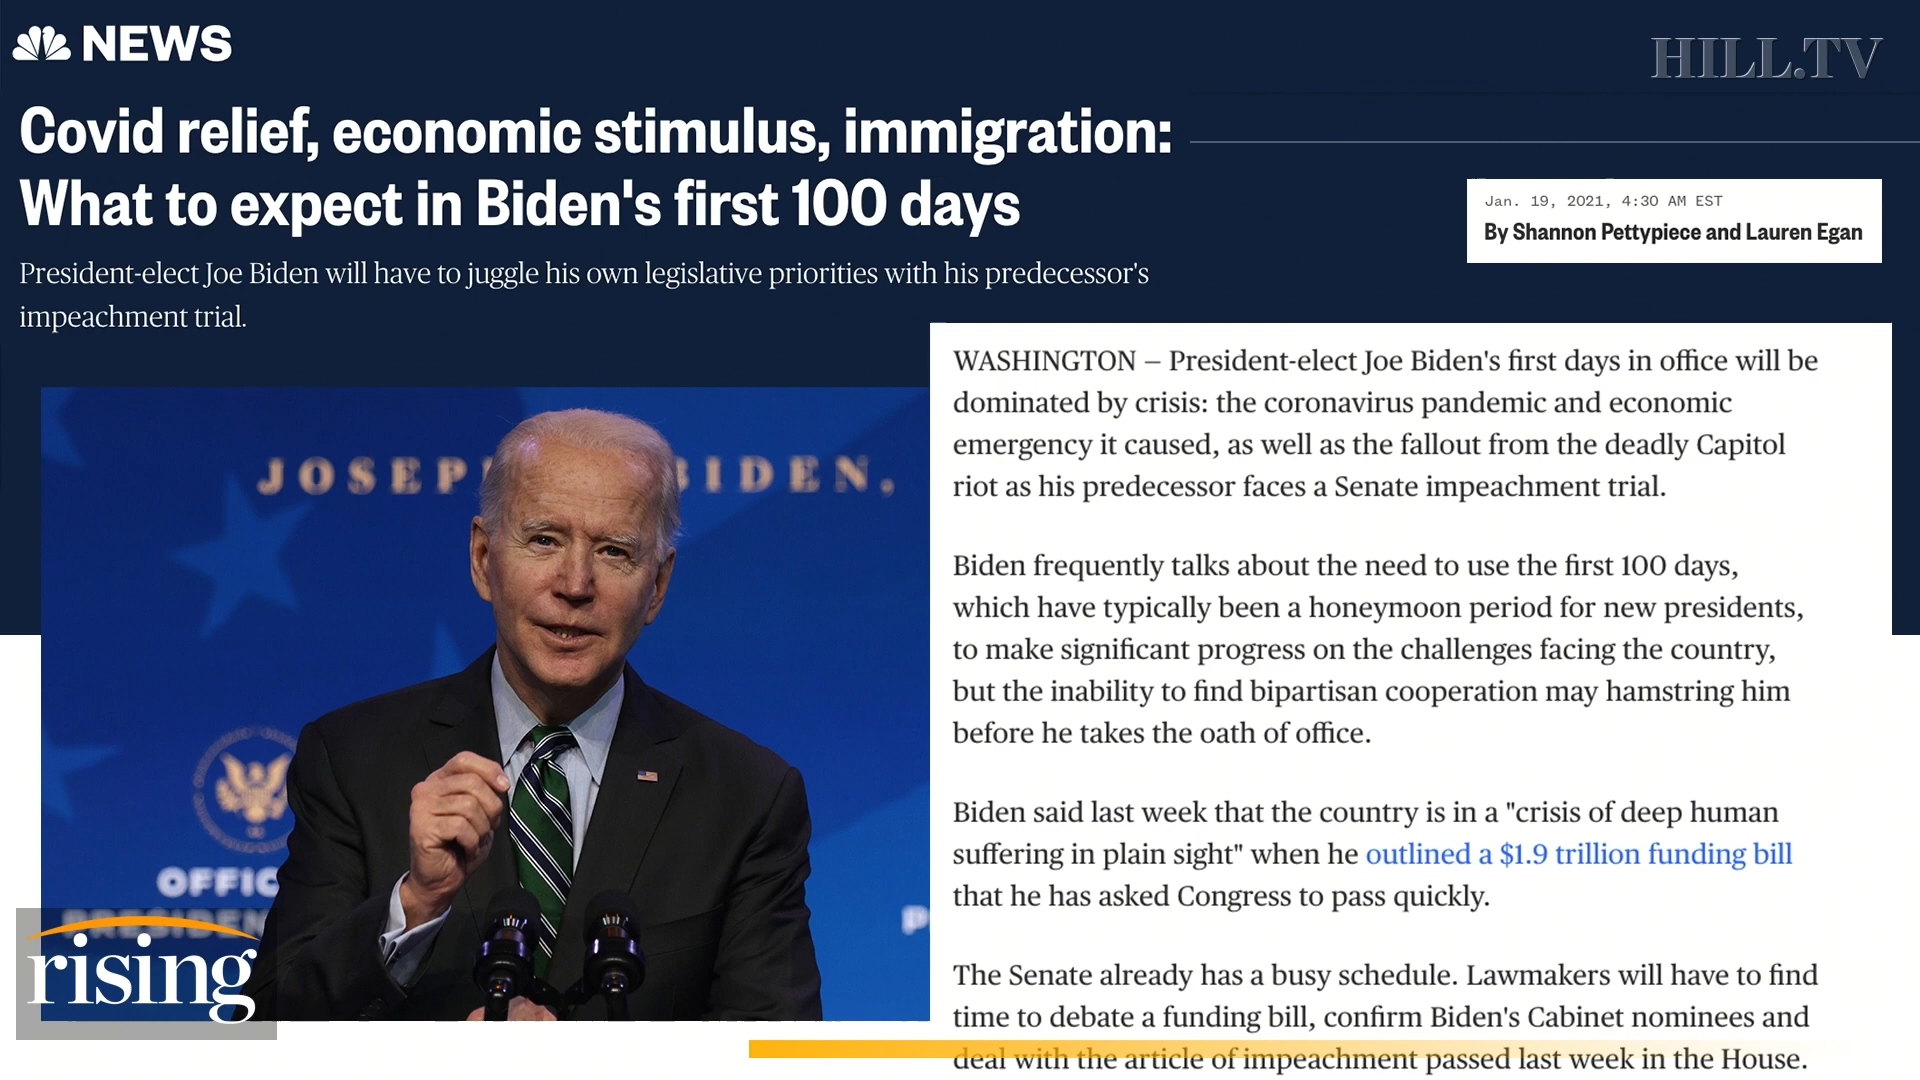 NEWS
HILL.TV
Covid relief, economic stimulus, immigration:
What to expect in Biden's first 100 days
President-elect Joe Biden will have to juggle his own legislative priorities with his predecessor's
impeachment trial.
Jan. 19, 2021, 4:30 AM EST
By Shannon Pettypiece and Lauren Egan
JOSEP BIDEN,
OFFIC
PRESIDEN
P
rising
WASHINGTON — President-elect Joe Biden's first days in office will be
dominated by crisis: the coronavirus pandemic and economic
emergency it caused, as well as the fallout from the deadly Capitol
riot as his predecessor faces a Senate impeachment trial.
Biden frequently talks about the need to use the first 100 days,
which have typically been a honeymoon period for new presidents,
to make significant progress on the challenges facing the country,
but the inability to find bipartisan cooperation may hamstring him
before he takes the oath of office.
Biden said last week that the country is in a "crisis of deep human
suffering in plain sight" when he outlined a $1.9 trillion funding bill
that he has asked Congress to pass quickly.
The Senate already has a busy schedule. Lawmakers will have to find
time to debate a funding bill, confirm Biden's Cabinet nominees and
deal with the article of impeachment passed last week in the House.